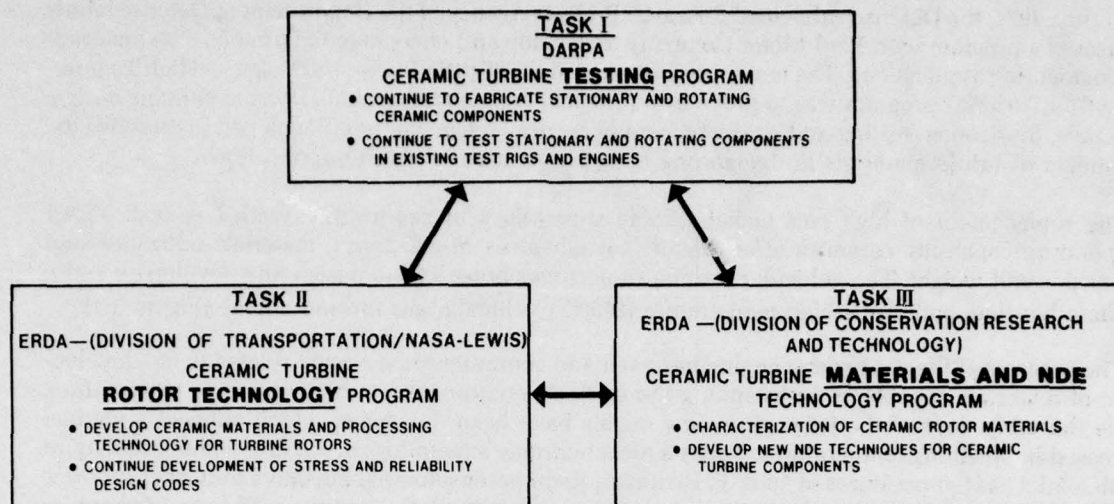 TASK I
DARPA
CERAMIC TURBINE TESTING PROGRAM
• CONTINUE TO FABRICATE STATIONARY AND ROTATING
CERAMIC COMPONENTS
• CONTINUE TO TEST STATIONARY AND ROTATING COMPONENTS
IN EXISTING TEST RIGS AND ENGINES
TASK II
ERDA—(DIVISION OF TRANSPORTATION/NASA-LEWIS)
CERAMIC TURBINE
ROTOR TECHNOLOGY PROGRAM
• DEVELOP CERAMIC MATERIALS AND PROCESSING
TECHNOLOGY FOR TURBINE ROTORS
• CONTINUE DEVELOPMENT OF STRESS AND RELIABILITY
DESIGN CODES
TASK III
ERDA—(DIVISION OF CONSERVATION RESEARCH
AND TECHNOLOGY)
CERAMIC TURBINE MATERIALS AND NDE
TECHNOLOGY PROGRAM
• CHARACTERIZATION OF CERAMIC ROTOR MATERIALS
• DEVELOP NEW NDE TECHNIQUES FOR CERAMIC
TURBINE COMPONENTS